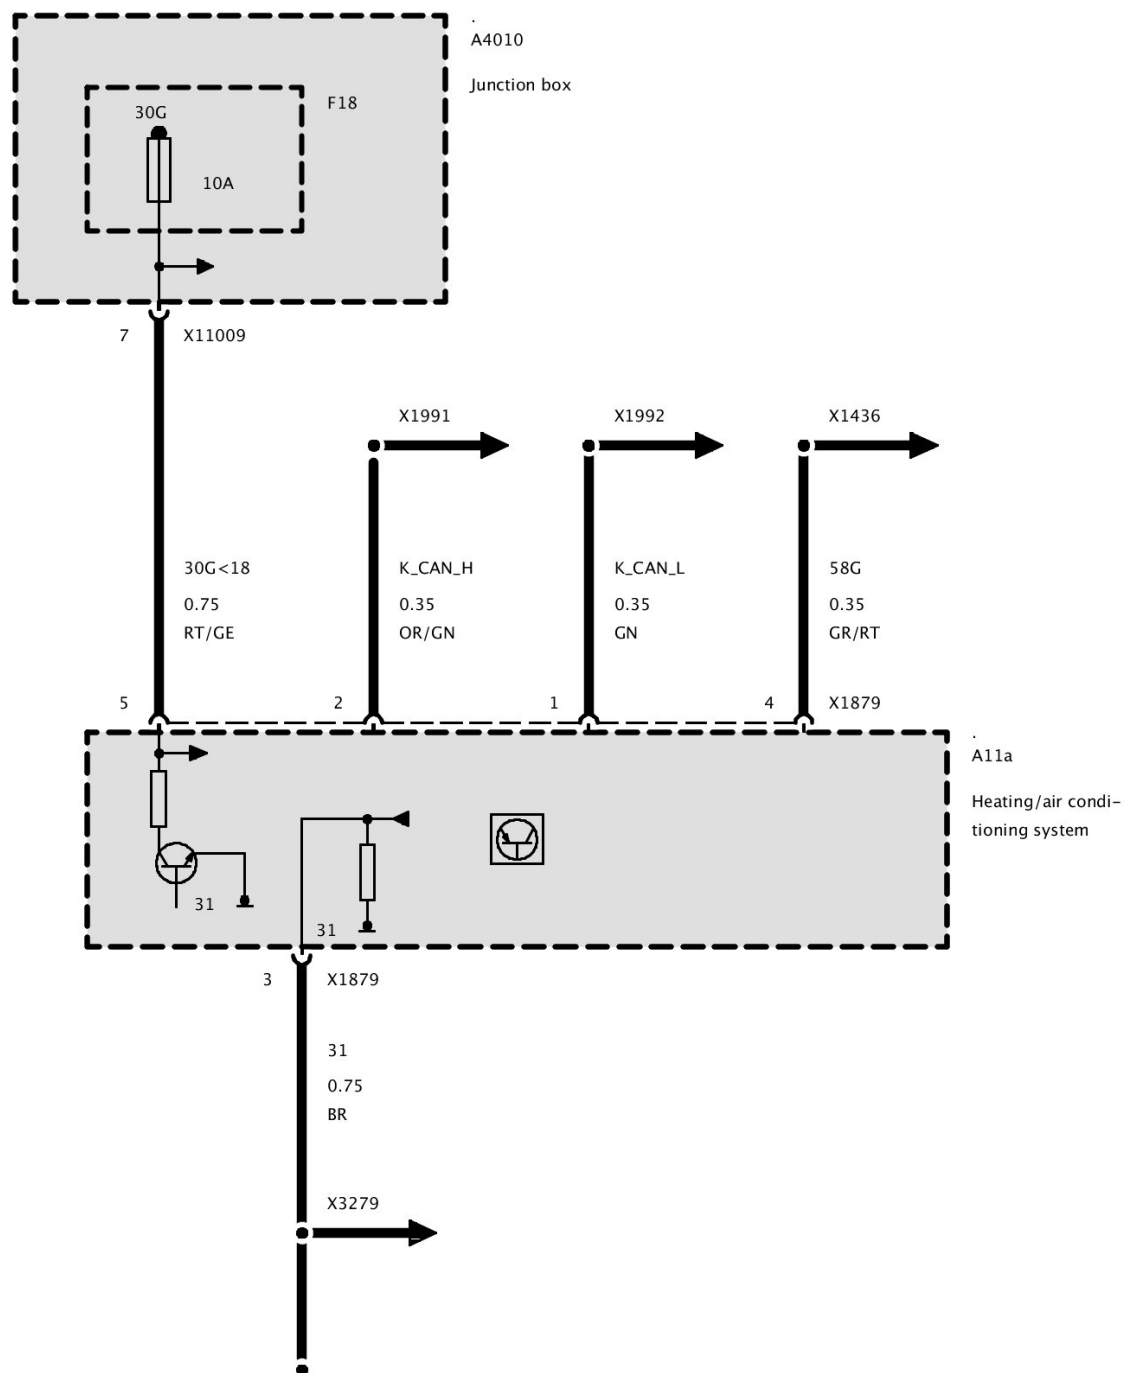 .
A4010
Junction box
F18
30G
10A
7
X11009
X1991
X1992
X1436
30G<18
0.75
RT/GE
K_CAN_H
0.35
OR/GN
K_CAN_L
0.35
GN
58G
0.35
GR/RT
5
2
1
4
X1879
.
A11a
Heating/air condi-
tioning system
31
31
3
X1879
31
0.75
BR
X3279